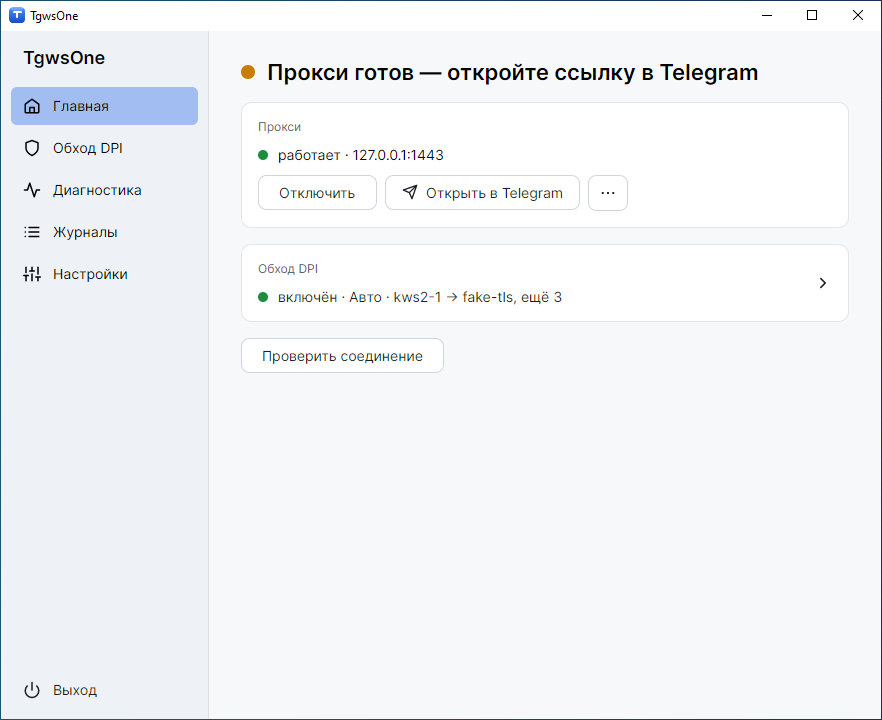 TgwsOne
TgwsOne
Главная
Обход DPI
Диагностика
Журналы
Настройки
Выход
Прокси готов — откройте ссылку в Telegram
Прокси
работает · 127.0.0.1:1443
Отключить
Открыть в Telegram
...
Обход DPI
включён · Авто · kws2-1 → fake-tls, ещё 3
Проверить соединение